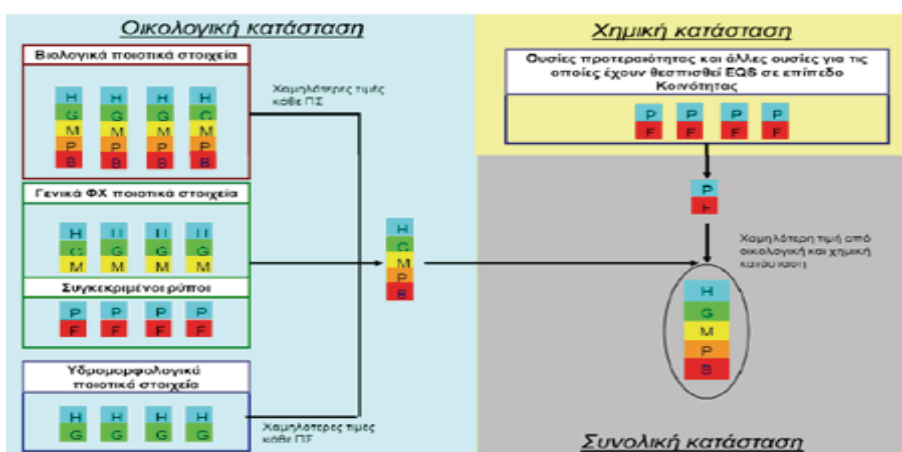 Οικολογική κατάσταση
Βιολογικά ποιοτικά στοιχεία
H H H H
G G G C
M M M M
P P P P
B B B B
Χαμηλότερες τιμές
κάθε ΠΣ
Γενικά ΦΧ ποιοτικά στοιχεία
H H H H
G G G G
M M M M
Συγκεκριμένοι ρύποι
P P P P
F F F F
Υδρομορφολογικά
ποιοτικά στοιχεία
H H H H
G G G G
Χαμηλότερες τιμές
κάθε ΠΣ
H
C
M
P
B
Χημική κατάσταση
Ουσίες προτεραιότητας και άλλες ουσίες για τις
οποίες έχουν θεσπισθεί EQS σε επίπεδο
Κοινότητας
P P P P
F F F F
P
F
Χαμηλότερη τιμή από
οικολογική και χημική
κατάσταση
H
G
M
P
B
Συνολική κατάσταση